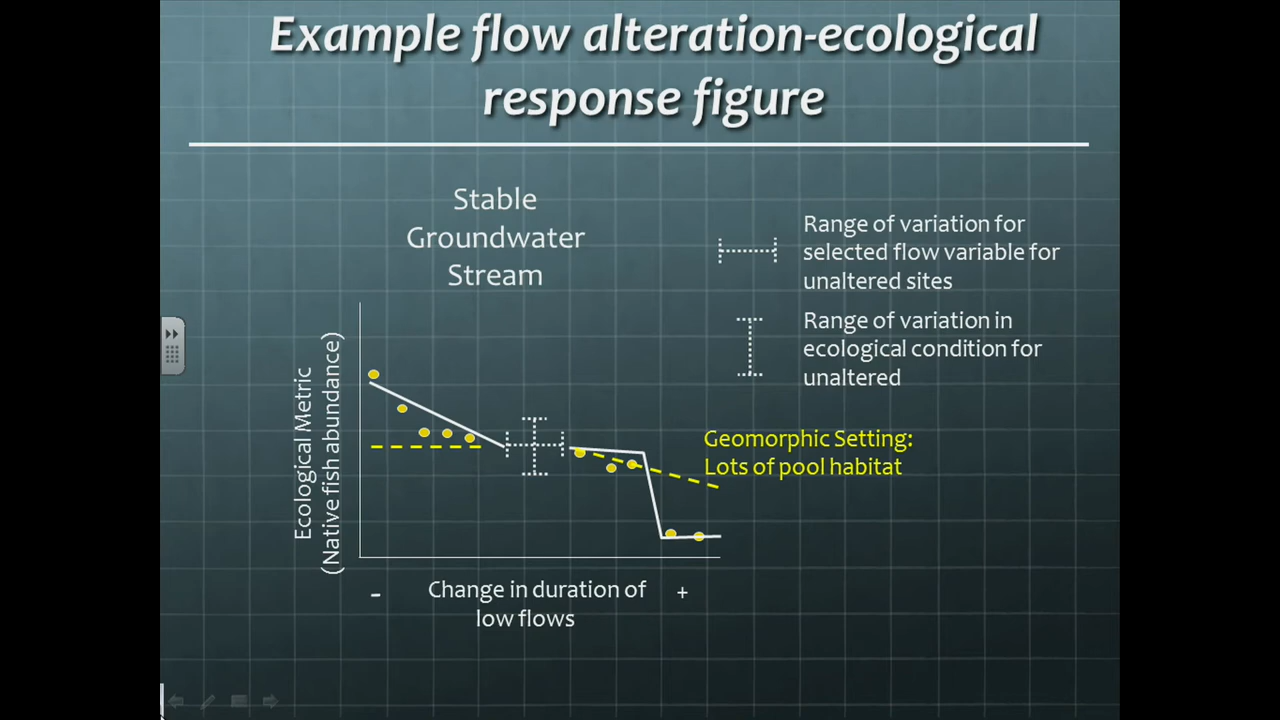 Example flow alteration-ecological
response figure
Stable
Groundwater
Stream
Range of variation for
selected flow variable for
unaltered sites
Range of variation in
ecological condition for
unaltered
Ecological Metric
(Native fish abundance)
Geomorphic Setting:
Lots of pool habitat
- Change in duration of +
low flows